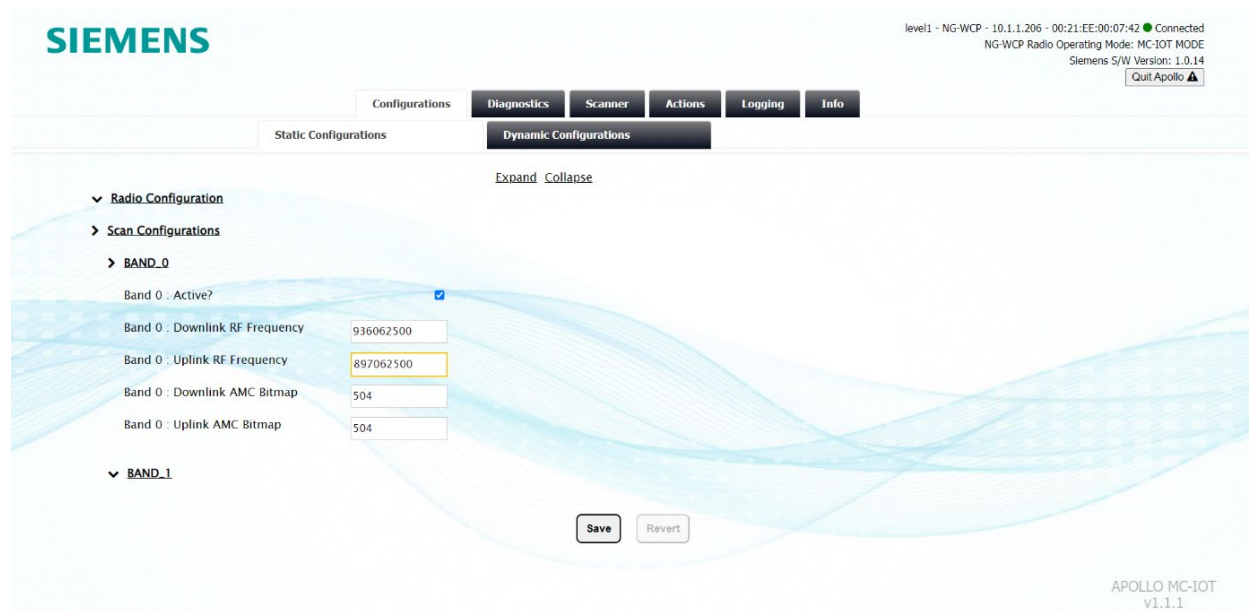 SIEMENS
level1 - NG-WCP - 10.1.1.206 - 00:21:EE:00:07:42 Connected
NG-WCP Radio Operating Mode: MC-IOT MODE
Siemens S/W Version: 1.0.14
Quit Apollo
Configurations Diagnostics Scanner Actions Logging Info
Static Configurations Dynamic Configurations
Expand Collapse
Radio Configuration
Scan Configurations
BAND_0
Band 0 : Active?
Band 0 : Downlink RF Frequency 936062500
Band 0 : Uplink RF Frequency 897062500
Band 0 : Downlink AMC Bitmap 504
Band 0 : Uplink AMC Bitmap 504
BAND_1
Save Revert
APOLLO MC-IOT
v1.1.1